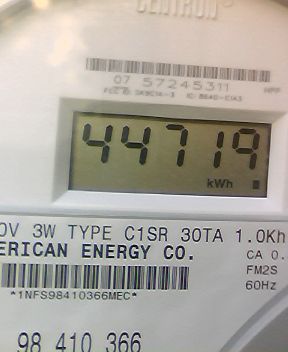 CENTRON®
07 57245311
44719
kWh
0V 3W TYPE C1SR 30TA 1.0Kh
ERICAN ENERGY CO.
CA 0.
FM2S
60Hz
*1NFS98410366MEC*
98 410 366